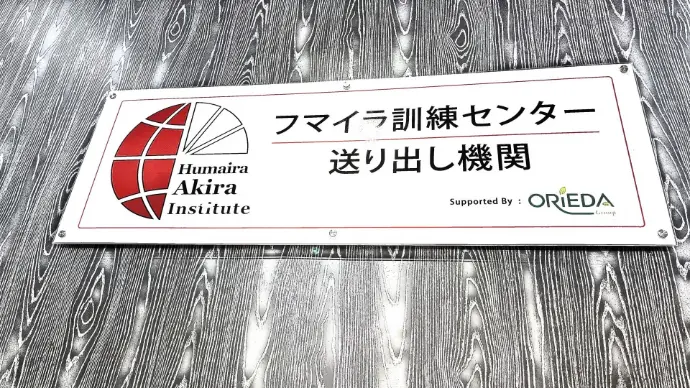 フマイラ訓練センター
送り出し機関
Humaira
Akira
Institute
Supported By : ORiEDA
Group